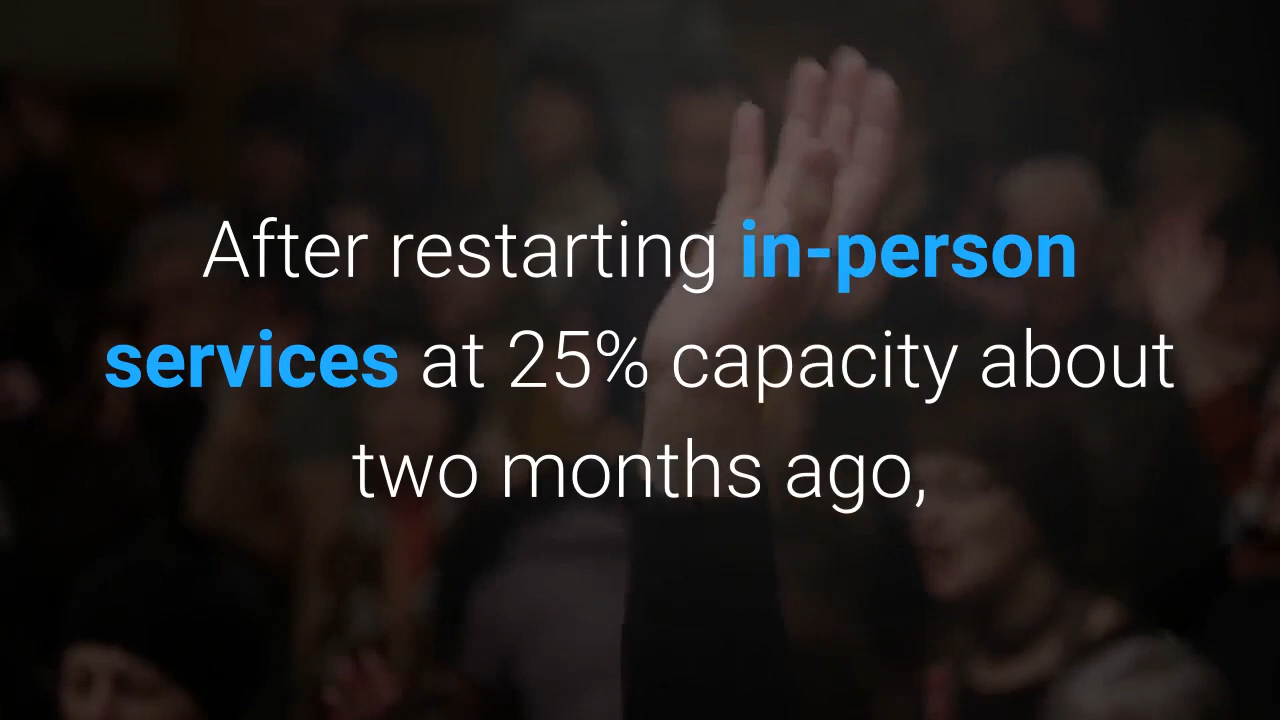 After restarting in-person
services at 25% capacity about
two months ago,